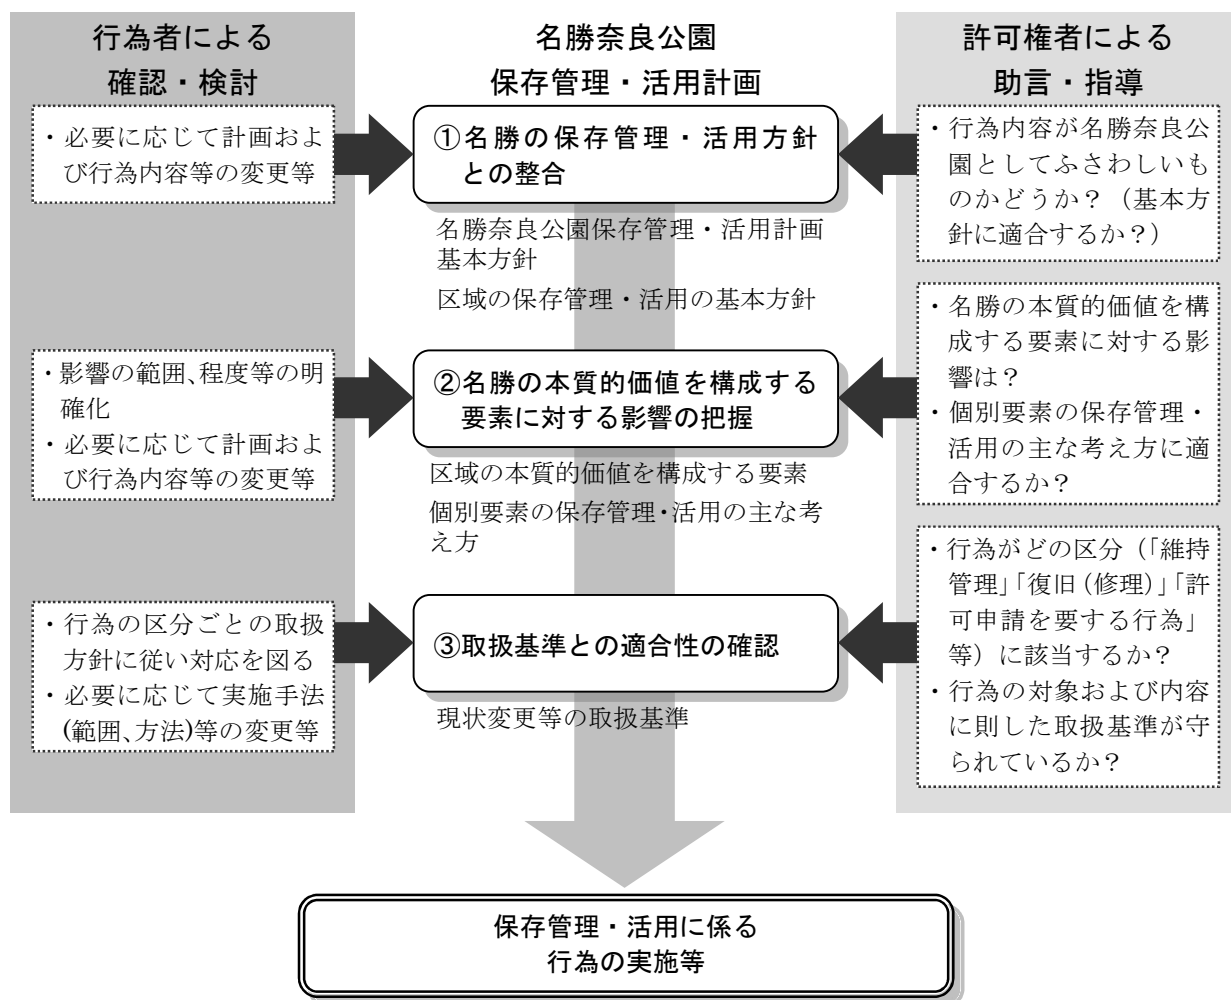 行為者による
確認・検討
名勝奈良公園
保存管理・活用計画
許可権者による
助言・指導
・必要に応じて計画およ
び行為内容等の変更等
①名勝の保存管理・活用方針
との整合
・行為内容が名勝奈良公
園としてふさわしいも
のかどうか？（基本方
針に適合するか？）
名勝奈良公園保存管理・活用計画
基本方針
区域の保存管理・活用の基本方針
・影響の範囲、程度等の明
確化
・必要に応じて計画およ
び行為内容等の変更等
②名勝の本質的価値を構成する
要素に対する影響の把握
・名勝の本質的価値を構
成する要素に対する影
響は？
・個別要素の保存管理・
活用の主な考え方に適
合するか？
区域の本質的価値を構成する要素
個別要素の保存管理・活用の主な考
え方
・行為の区分ごとの取扱
方針に従い対応を図る
・必要に応じて実施手法
(範囲、方法)等の変更等
③取扱基準との適合性の確認
・行為がどの区分（「維持
管理」「復旧（修理）」「許
可申請を要する行為」
等）に該当するか？
・行為の対象および内容
に則した取扱基準が守
られているか？
現状変更等の取扱基準
保存管理・活用に係る
行為の実施等